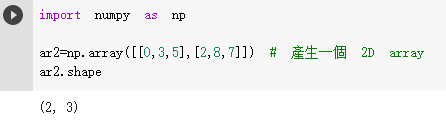 import numpy as np
ar2=np.array([[0,3,5],[2,8,7]]) # 產生一個 2D array
ar2.shape
(2, 3)